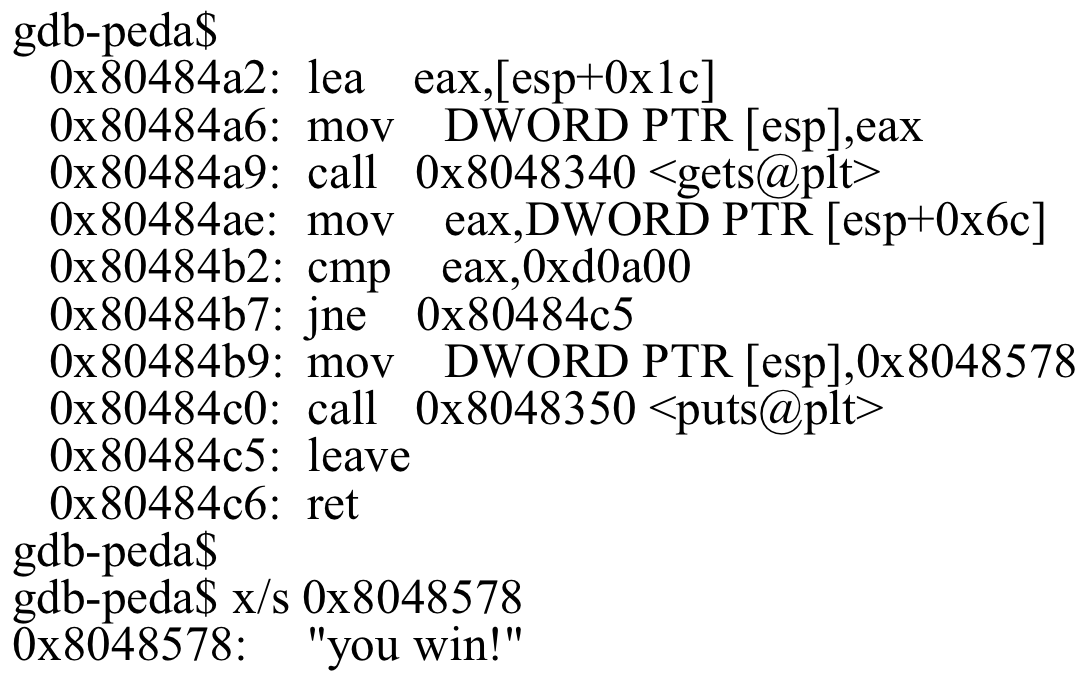 gdb-peda$
0x80484a2: lea eax,[esp+0x1c]
0x80484a6: mov DWORD PTR [esp],eax
0x80484a9: call 0x8048340 <gets@plt>
0x80484ae: mov eax,DWORD PTR [esp+0x6c]
0x80484b2: cmp eax,0xd0a00
0x80484b7: jne 0x80484c5
0x80484b9: mov DWORD PTR [esp],0x8048578
0x80484c0: call 0x8048350 <puts@plt>
0x80484c5: leave
0x80484c6: ret
gdb-peda$
gdb-peda$ x/s 0x8048578
0x8048578: "you win!"